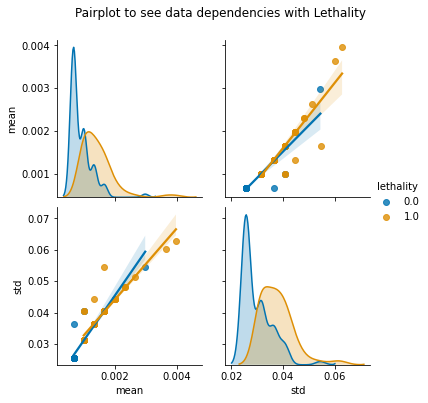 Pairplot to see data dependencies with Lethality
0.004
0.003
0.002
0.001
mean
mean
lethality
0.0
1.0
0.07
0.06
0.05
0.04
0.03
std
std
0.002
0.004
mean
0.02
0.04
0.06
std